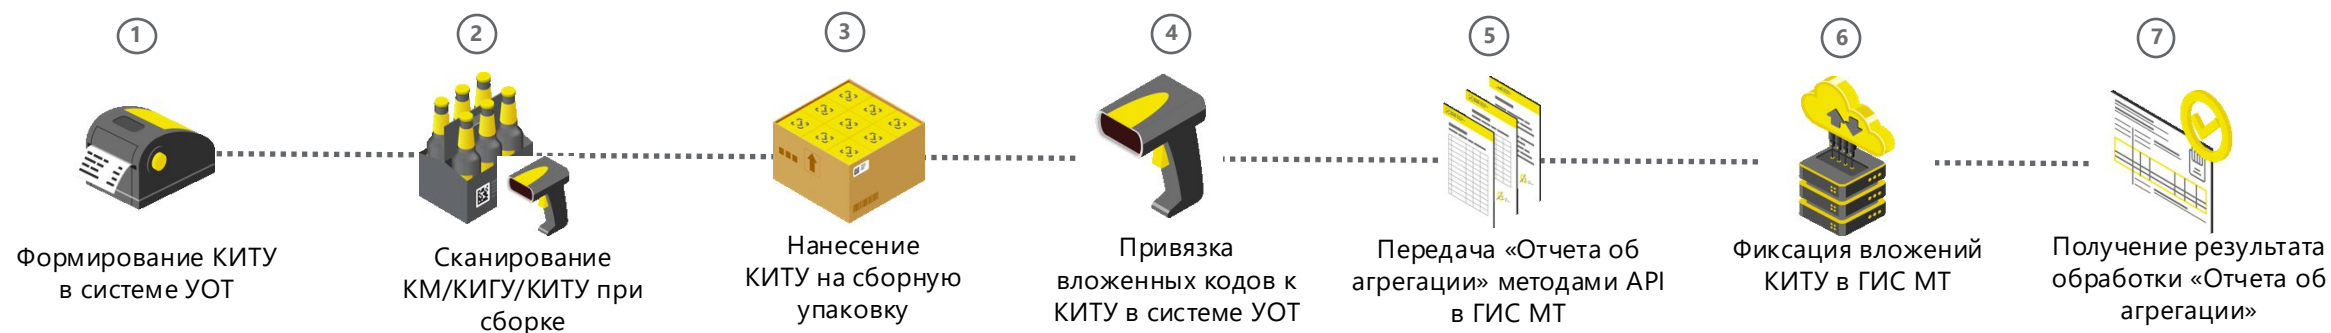 1
Формирование КИТУ
в системе УОТ
2
Сканирование
КМ/КИГУ/КИТУ при
сборке
3
Нанесение
КИТУ на сборную
упаковку
4
Привязка
вложенных кодов к
КИТУ в системе УОТ
5
Передача «Отчета об
агрегации» методами API
в ГИС МТ
6
Фиксация вложений
КИТУ в ГИС МТ
7
Получение результата
обработки «Отчета об
агрегации»